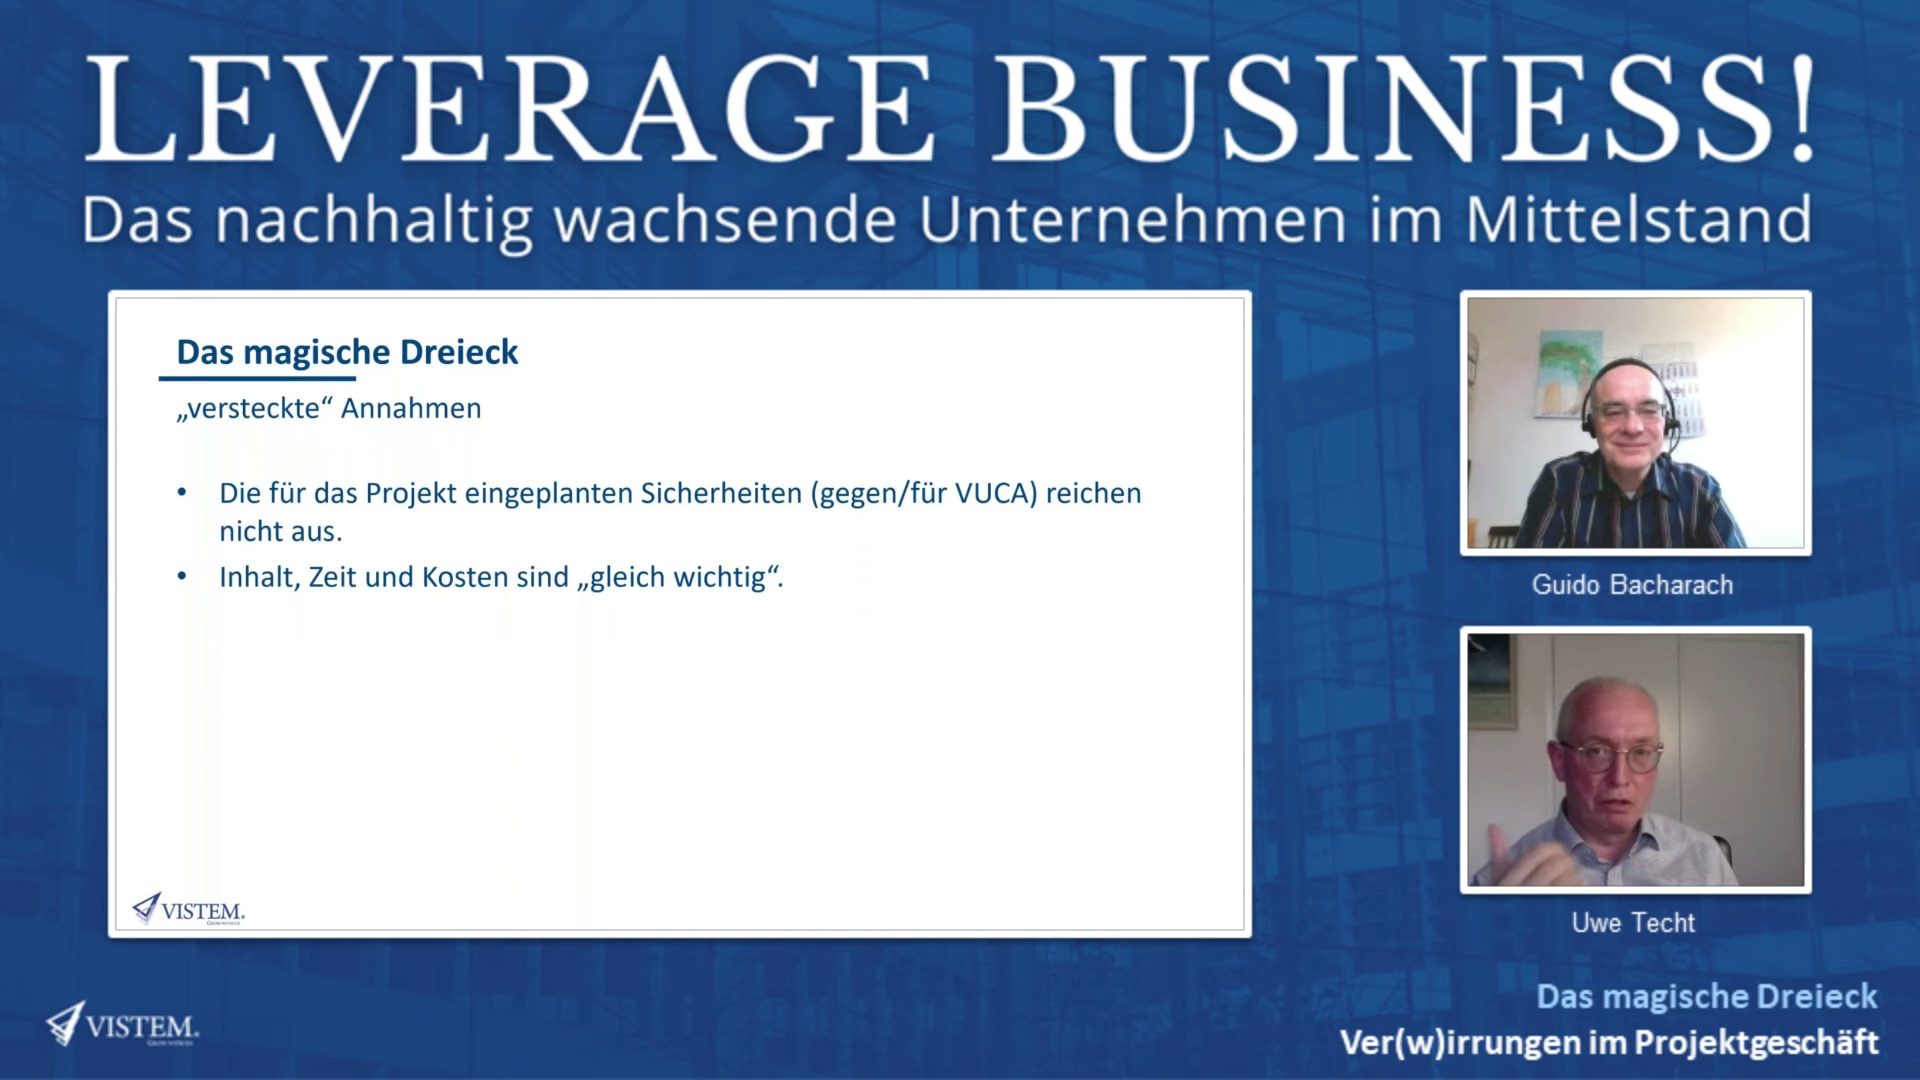 LEVERAGE BUSINESS!
Das nachhaltig wachsende Unternehmen im Mittelstand
Das magische Dreieck
„versteckte“ Annahmen
• Die für das Projekt eingeplanten Sicherheiten (gegen/für VUCA) reichen
nicht aus.
• Inhalt, Zeit und Kosten sind „gleich wichtig“.
VISTEM.
Guido Bacharach
Uwe Techt
VISTEM.
Das magische Dreieck
Ver(w)irrungen im Projektgeschäft